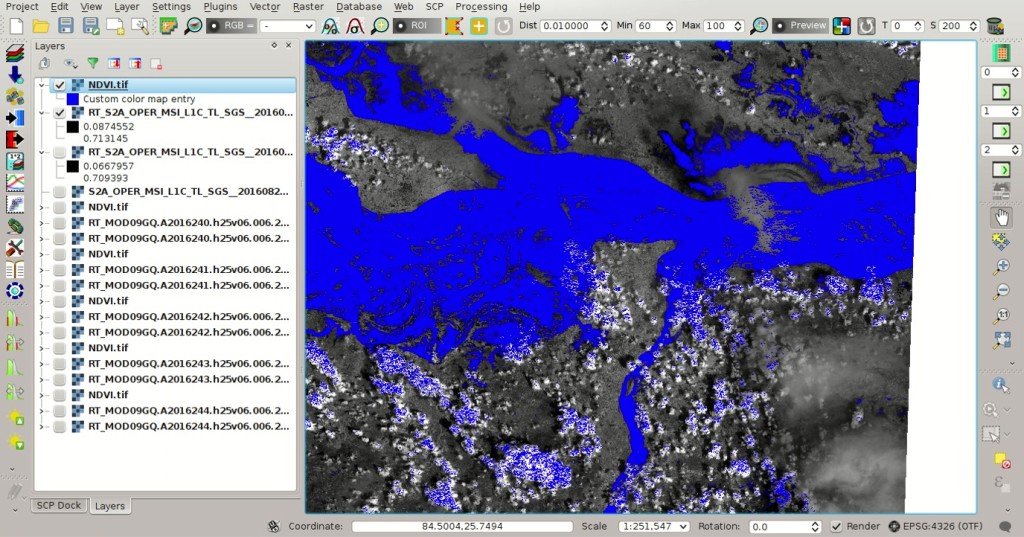 Project Edit View Layer Settings Plugins Vector Raster Database Web SCP Processing Help
RGB = - ROI Dist 0.010000 Min 60 Max 100 Preview T 0 S 200
Layers
NDVI.tif
Custom color map entry
RT_S2A_OPER_MSI_L1C_TL_SGS__20160...
0.0874552
0.713145
RT_S2A_OPER_MSI_L1C_TL_SGS__20160...
0.0667957
0.709393
S2A_OPER_MSI_L1C_TL_SGS__2016082...
NDVI.tif
RT_MOD09GQ.A2016240.h25v06.006.2...
RT_MOD09GQ.A2016240.h25v06.006.2...
NDVI.tif
RT_MOD09GQ.A2016241.h25v06.006.2...
RT_MOD09GQ.A2016241.h25v06.006.2...
NDVI.tif
RT_MOD09GQ.A2016242.h25v06.006.2...
RT_MOD09GQ.A2016242.h25v06.006.2...
NDVI.tif
RT_MOD09GQ.A2016243.h25v06.006.2...
RT_MOD09GQ.A2016243.h25v06.006.2...
NDVI.tif
RT_MOD09GQ.A2016244.h25v06.006.2...
RT_MOD09GQ.A2016244.h25v06.006.2...
0
1
2
SCP Dock Layers
Coordinate: 84.5004,25.7494 Scale 1:251,547 Rotation: 0.0 Render EPSG:4326 (OTF)